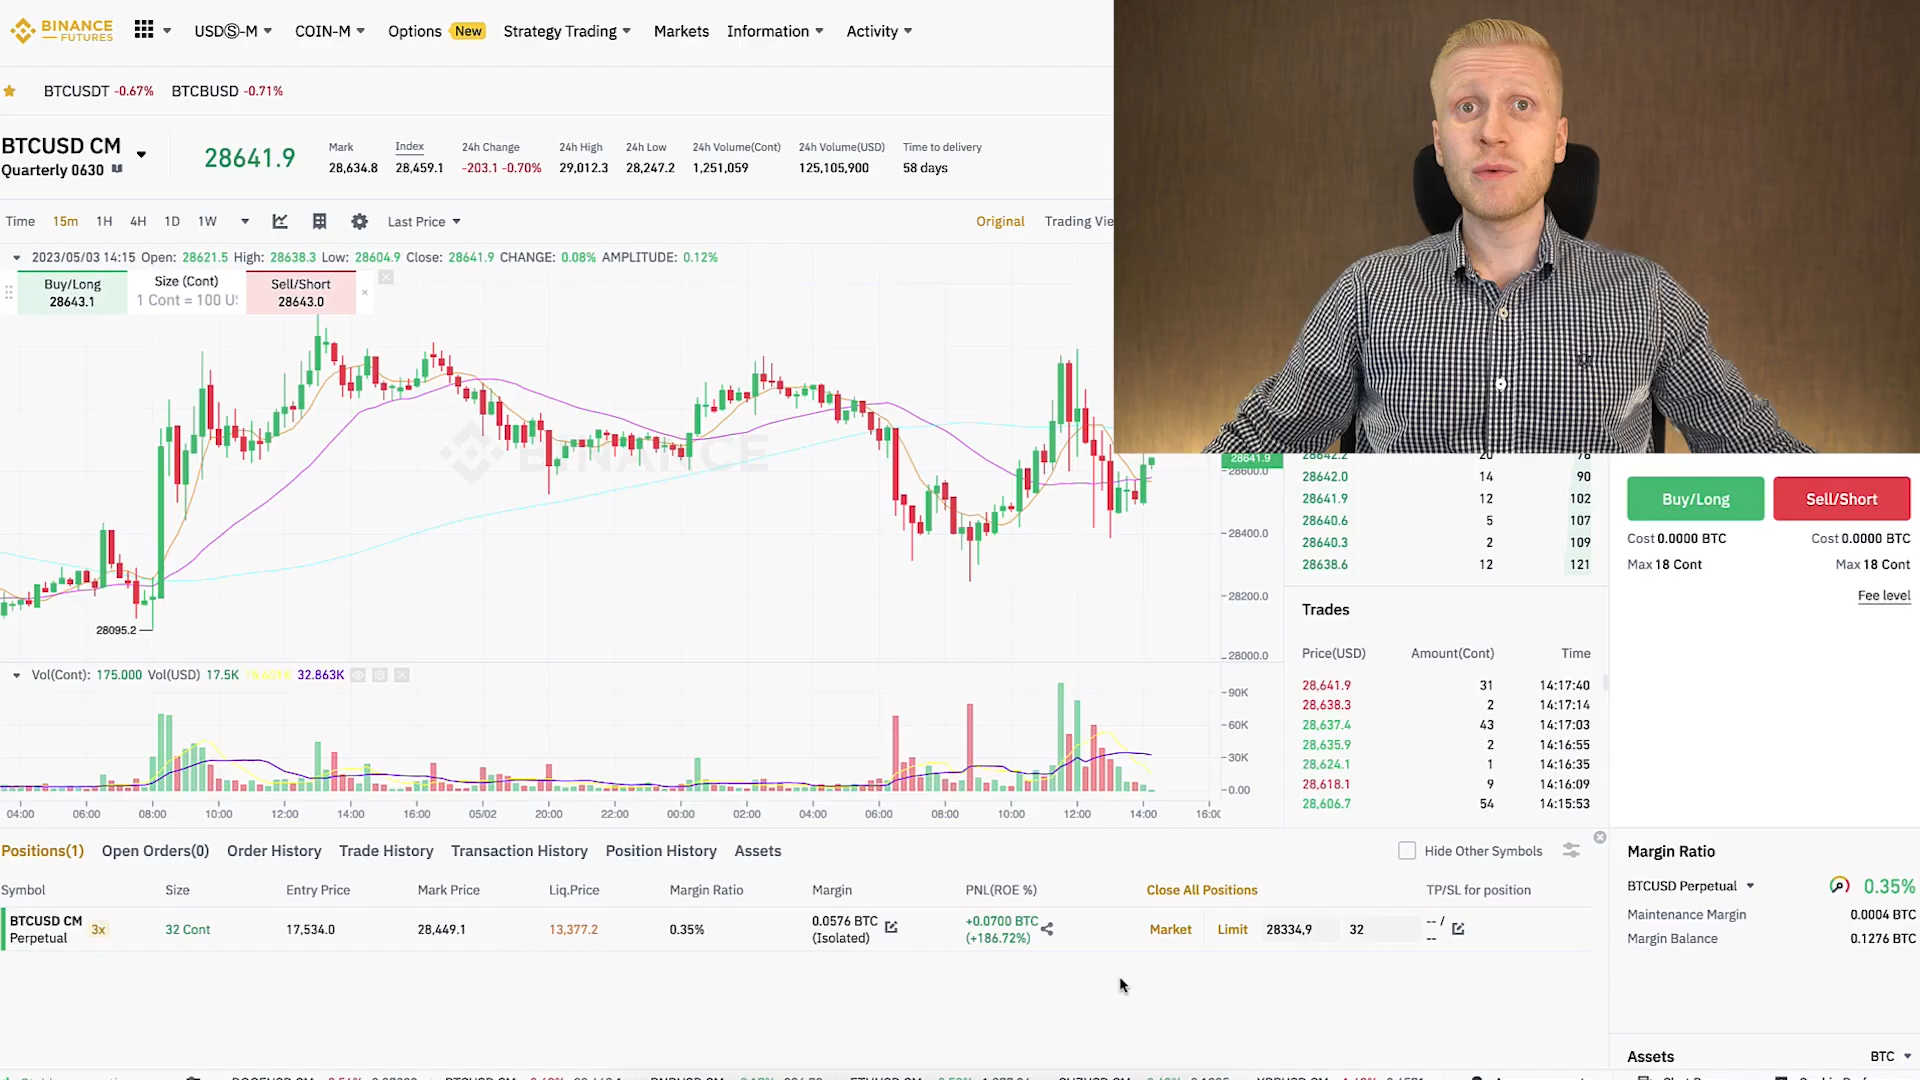 BINANCE
FUTURES
USDⓈ-M
COIN-M
Options New
Strategy Trading
Markets
Information
Activity
BTCUSDT -0.67% BTCBUSD -0.71%
BTCUSD CM
Quarterly 0630
28641.9
Mark
28,634.8
Index
28,459.1
24h Change
-203.1 -0.70%
24h High
29,012.3
24h Low
28,247.2
24h Volume(Cont)
1,251,059
24h Volume(USD)
125,105,900
Time to delivery
58 days
Time 15m 1H 4H 1D 1W Last Price Original Trading Vie
2023/05/03 14:15 Open: 28621.5 High: 28638.3 Low: 28604.9 Close: 28641.9 CHANGE: 0.08% AMPLITUDE: 0.12%
Buy/Long
28643.1
Size (Cont)
1 Cont = 100 U
Sell/Short
28643.0
BINANCE
28095.2
28641.9
28600.0
28400.0
28200.0
28000.0
Vol(Cont): 175.000 Vol(USD) 17.5K 32.863K
90K
60K
30K
0.00
04:00 06:00 08:00 10:00 12:00 14:00 16:00 05/02 20:00 22:00 00:00 02:00 04:00 06:00 08:00 10:00 12:00 14:00 16:00
28642.2 20 78
28642.0 14 90
28641.9 12 102
28640.6 5 107
28640.3 2 109
28638.6 12 121
Trades
Price(USD) Amount(Cont) Time
28,641.9 31 14:17:40
28,638.3 2 14:17:14
28,637.4 43 14:17:03
28,635.9 2 14:16:55
28,624.1 1 14:16:35
28,618.1 9 14:16:09
28,606.7 54 14:15:53
Buy/Long Sell/Short
Cost 0.0000 BTC Cost 0.0000 BTC
Max 18 Cont Max 18 Cont
Fee level
Positions(1) Open Orders(0) Order History Trade History Transaction History Position History Assets Hide Other Symbols
Symbol Size Entry Price Mark Price Liq.Price Margin Ratio Margin PNL(ROE %) Close All Positions TP/SL for position
BTCUSD CM
Perpetual
3x
32 Cont
17,534.0
28,449.1
13,377.2
0.35%
0.0576 BTC
(Isolated)
+0.0700 BTC
(+186.72%)
Market Limit 28334,9 32
-- /
--
Margin Ratio
BTCUSD Perpetual 0.35%
Maintenance Margin 0.0004 BTC
Margin Balance 0.1276 BTC
Assets BTC